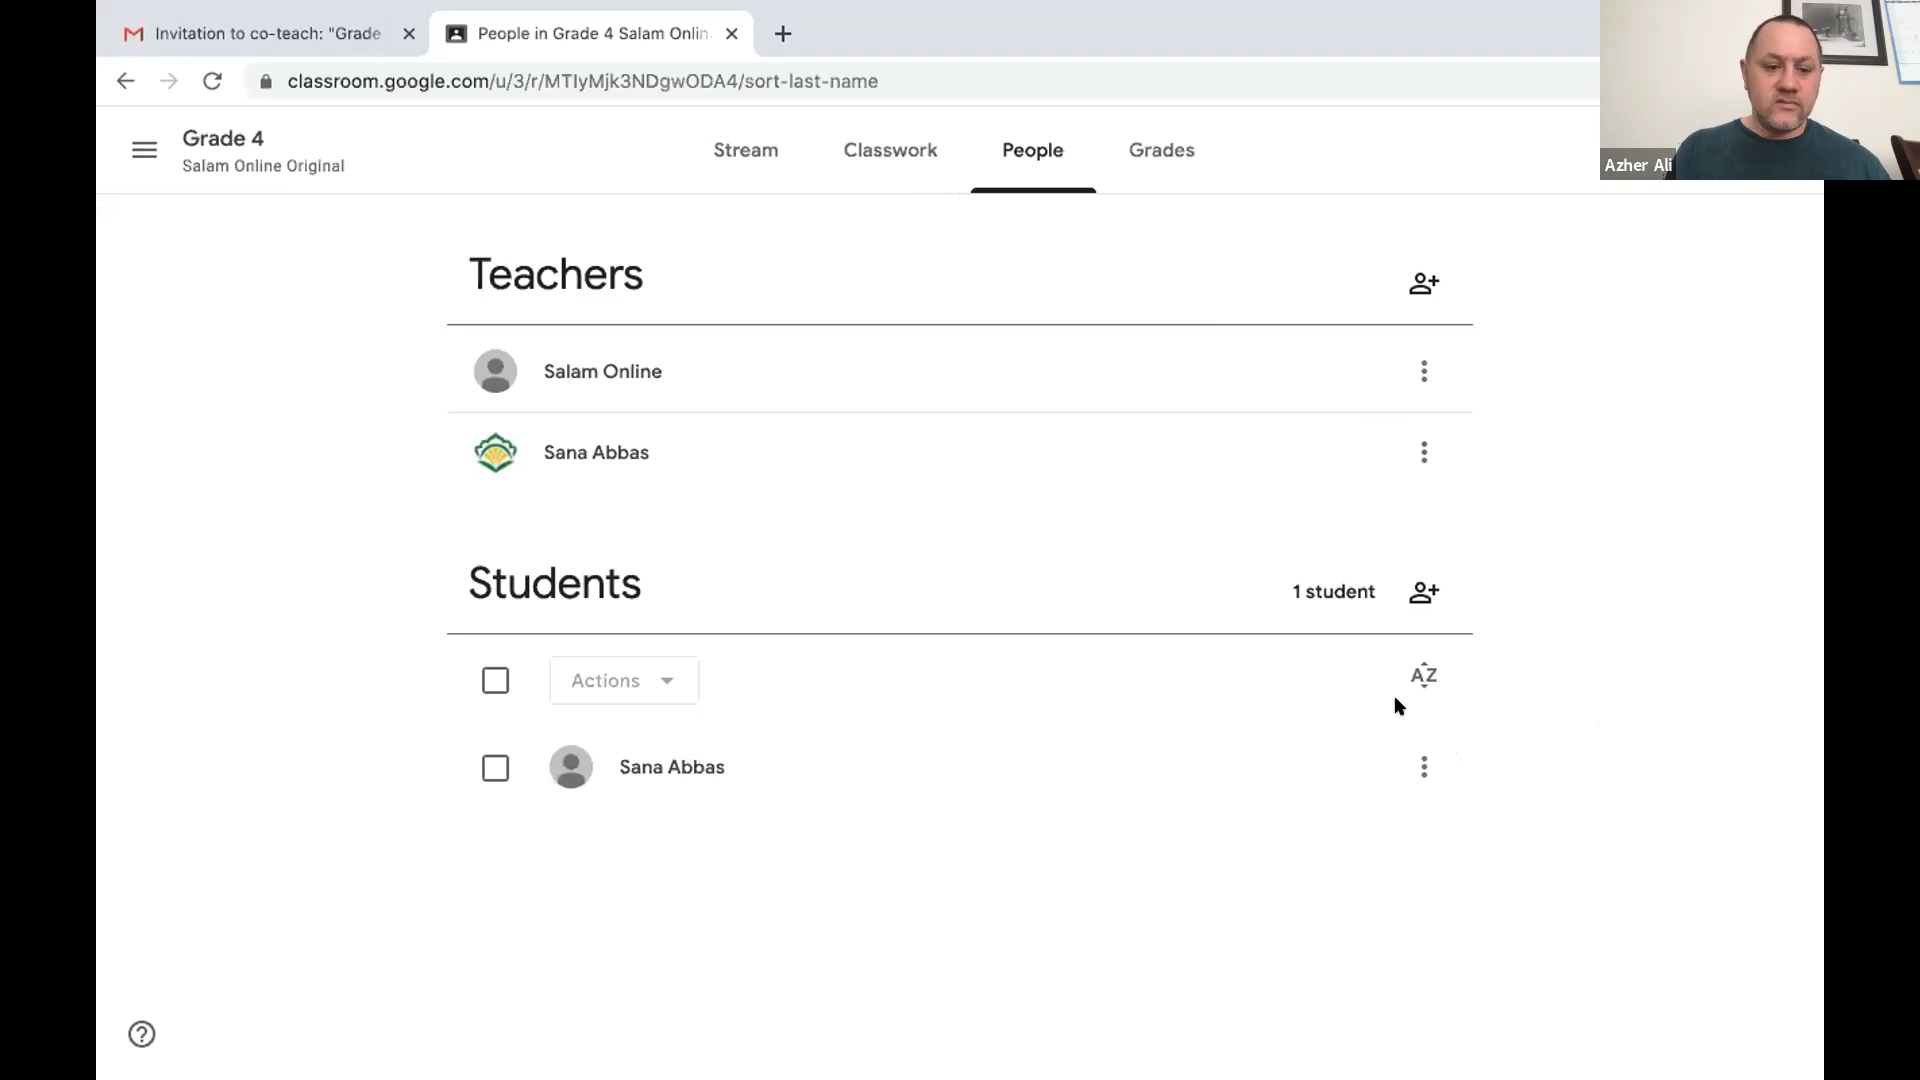 Invitation to co-teach: "Grade
People in Grade 4 Salam Onlin
classroom.google.com/u/3/r/MTIyMjk3NDgwODA4/sort-last-name
Grade 4
Salam Online Original
Stream
Classwork
People
Grades
Azher Ali
Teachers
Salam Online
Sana Abbas
Students
1 student
Actions
AZ
Sana Abbas